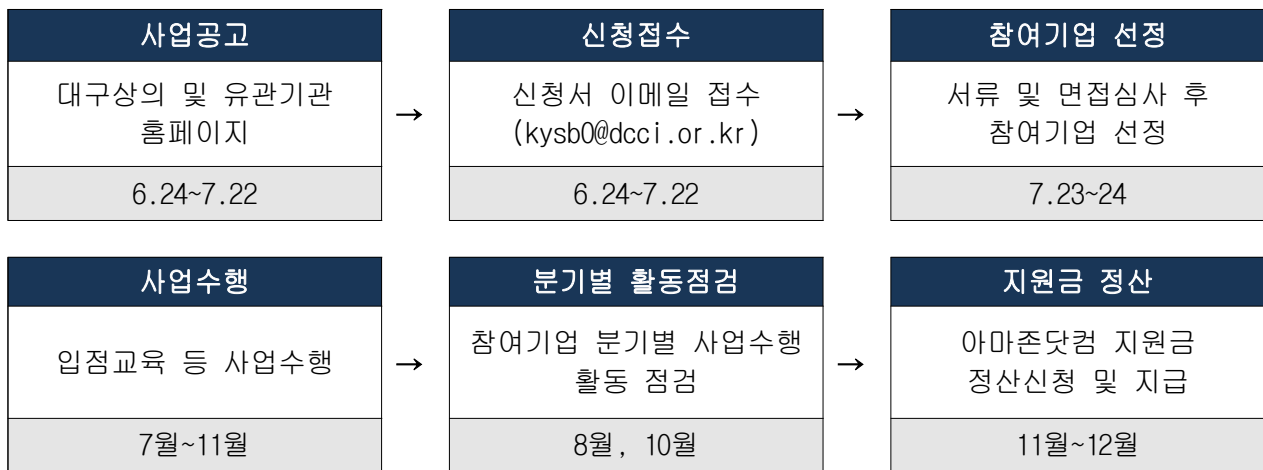 사업공고
대구상의 및 유관기관
홈페이지
6.24~7.22
→
신청접수
신청서 이메일 접수
(kysb0@dcci.or.kr)
6.24~7.22
→
참여기업 선정
서류 및 면접심사 후
참여기업 선정
7.23~24
사업수행
입점교육 등 사업수행
7월~11월
→
분기별 활동점검
참여기업 분기별 사업수행
활동 점검
8월, 10월
→
지원금 정산
아마존닷컴 지원금
정산신청 및 지급
11월~12월